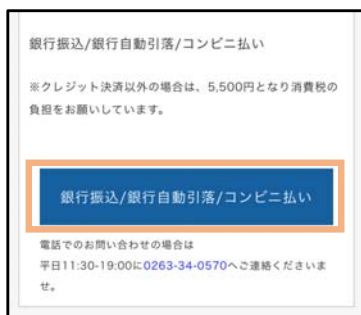 銀行振込/銀行自動引落/コンビニ払い
※クレジット決済以外の場合は、5,500円となり消費税の
負担をお願いしています。
銀行振込/銀行自動引落/コンビニ払い
電話でのお問い合わせの場合は
平日11:30-19:00に0263-34-0570へご連絡くださいま
せ。